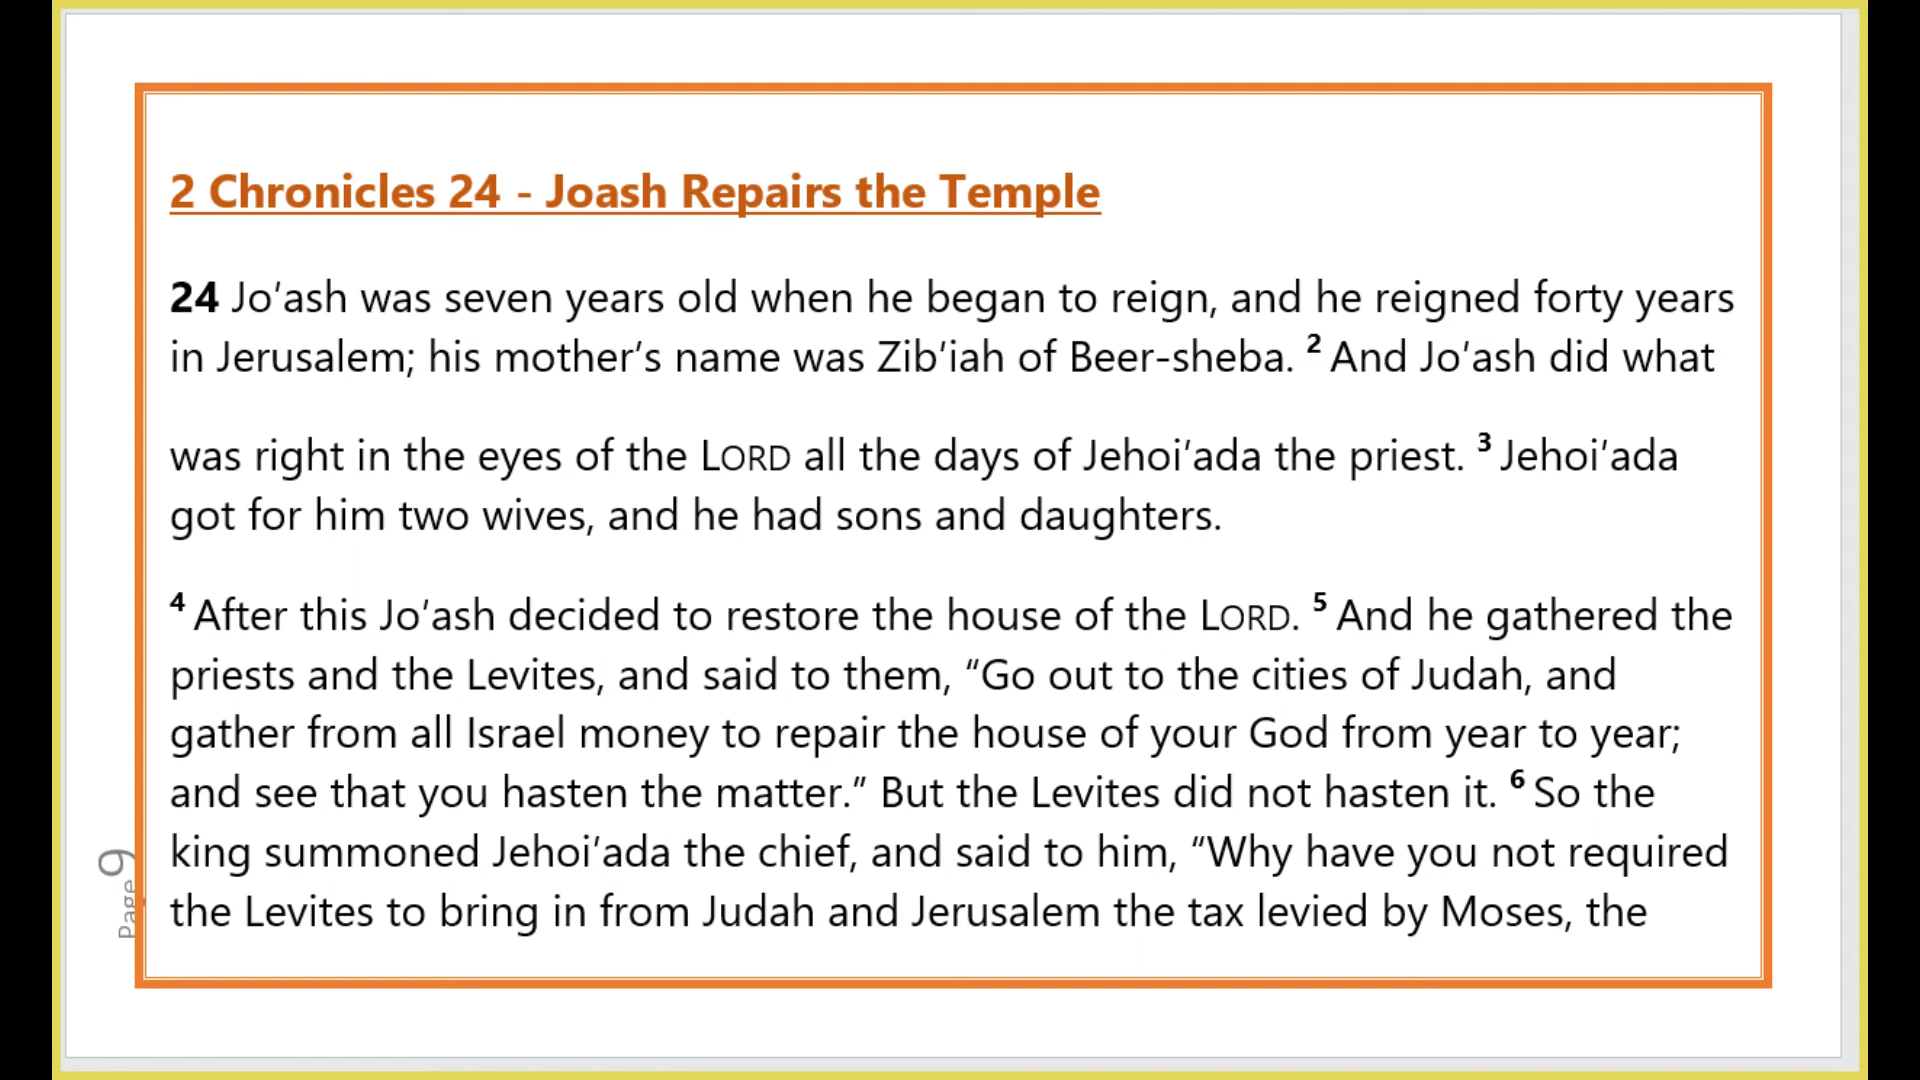 2 Chronicles 24 - Joash Repairs the Temple
24 Jo′ash was seven years old when he began to reign, and he reigned forty years
in Jerusalem; his mother’s name was Zib′iah of Beer-sheba. 2 And Jo′ash did what
was right in the eyes of the LORD all the days of Jehoi′ada the priest. 3 Jehoi′ada
got for him two wives, and he had sons and daughters.
4 After this Jo′ash decided to restore the house of the LORD. 5 And he gathered the
priests and the Levites, and said to them, “Go out to the cities of Judah, and
gather from all Israel money to repair the house of your God from year to year;
and see that you hasten the matter.” But the Levites did not hasten it. 6 So the
king summoned Jehoi′ada the chief, and said to him, “Why have you not required
the Levites to bring in from Judah and Jerusalem the tax levied by Moses, the
Page 9